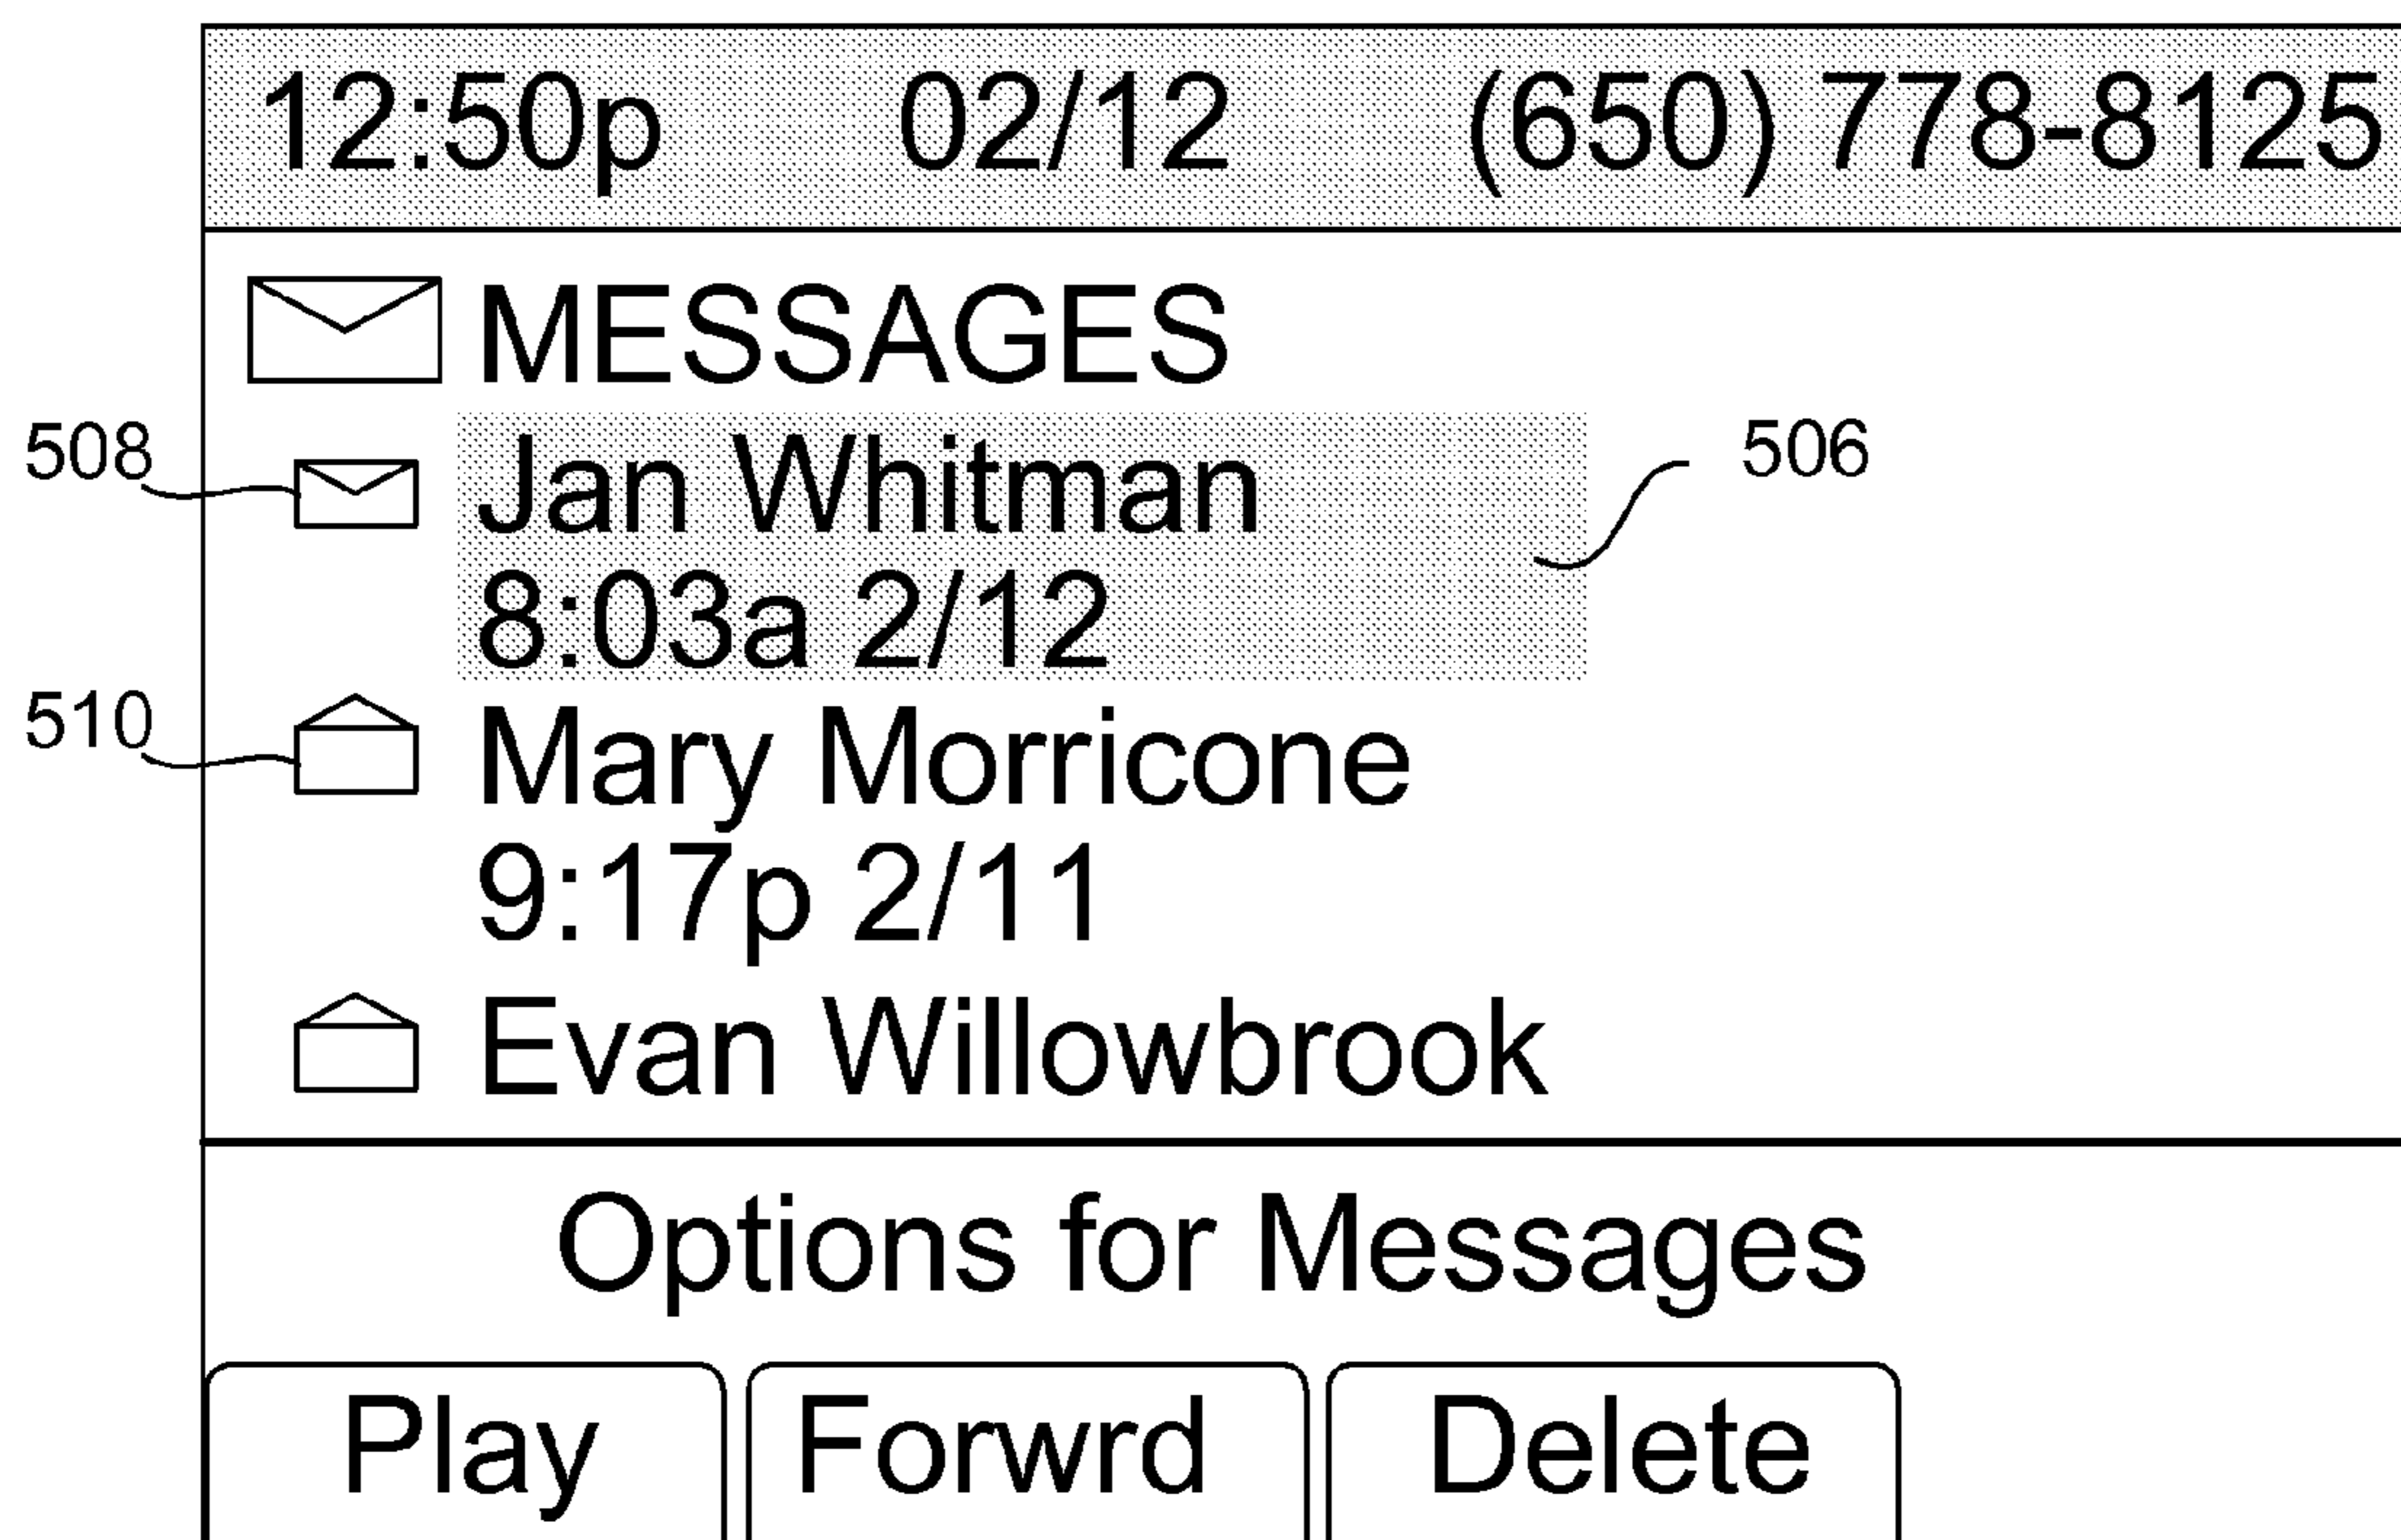 12:50p 02/12 (650) 778-8125
MESSAGES
508
Jan Whitman
506
8:03a 2/12
510
Mary Morricone
9:17p 2/11
Evan Willowbrook
Options for Messages
Play Forwrd Delete